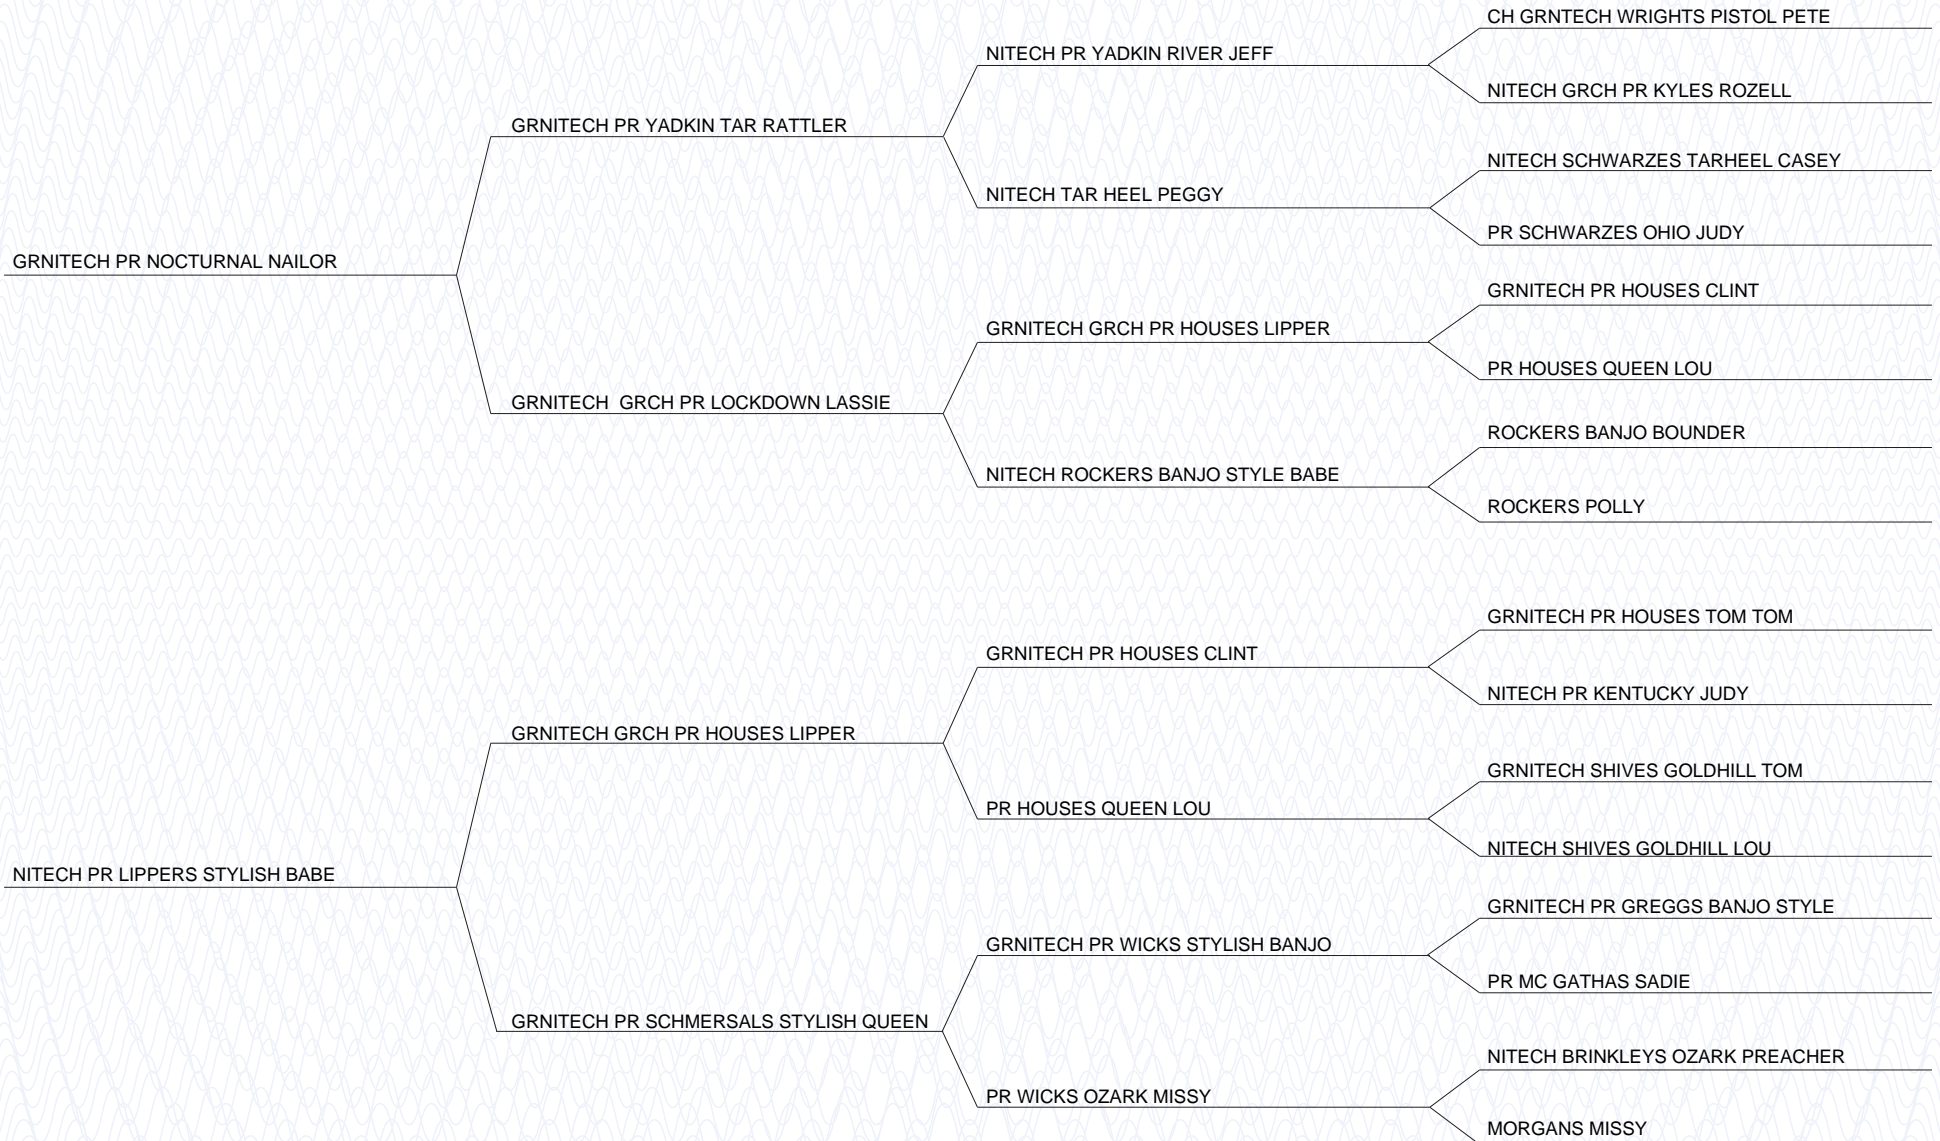 CH GRNTECH WRIGHTS PISTOL PETE
NITECH PR YADKIN RIVER JEFF
NITECH GRCH PR KYLES ROZELL
GRNITECH PR YADKIN TAR RATTLER
NITECH SCHWARZES TARHEEL CASEY
NITECH TAR HEEL PEGGY
PR SCHWARZES OHIO JUDY
GRNITECH PR NOCTURNAL NAILOR
GRNITECH PR HOUSES CLINT
GRNITECH GRCH PR HOUSES LIPPER
PR HOUSES QUEEN LOU
GRNITECH  GRCH PR LOCKDOWN LASSIE
ROCKERS BANJO BOUNDER
NITECH ROCKERS BANJO STYLE BABE
ROCKERS POLLY
GRNITECH PR HOUSES TOM TOM
GRNITECH PR HOUSES CLINT
NITECH PR KENTUCKY JUDY
GRNITECH GRCH PR HOUSES LIPPER
GRNITECH SHIVES GOLDHILL TOM
PR HOUSES QUEEN LOU
NITECH SHIVES GOLDHILL LOU
NITECH PR LIPPERS STYLISH BABE
GRNITECH PR GREGGS BANJO STYLE
GRNITECH PR WICKS STYLISH BANJO
PR MC GATHAS SADIE
GRNITECH PR SCHMERSALS STYLISH QUEEN
NITECH BRINKLEYS OZARK PREACHER
PR WICKS OZARK MISSY
MORGANS MISSY